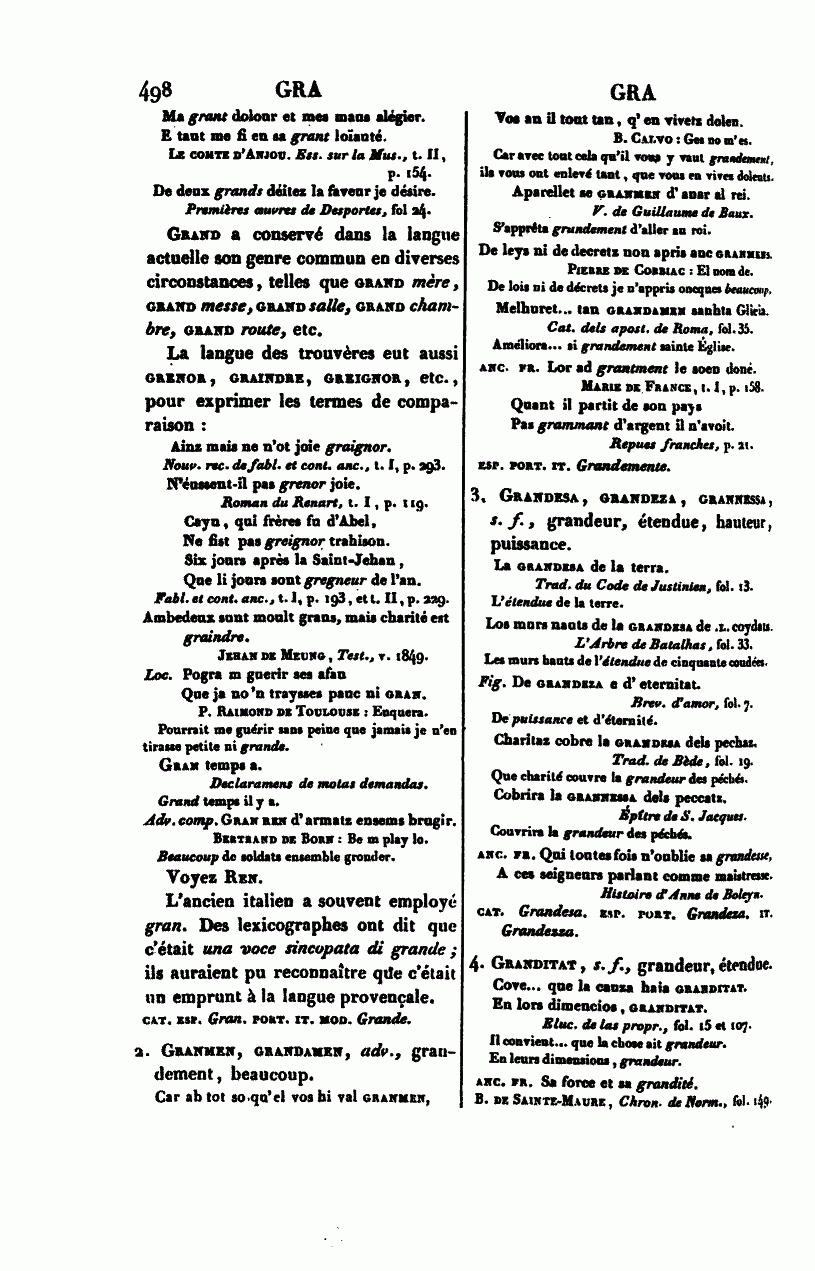 498 GRA
Ma grant dolour et mes maus alégier.
E tant me fi en sa grant loiauté.
LE COMTE D'ANJOU. Ess. sur la Mus., t. II,
p. 154.
De deux grands déitez la faveur je désire.
Premières œuvres de Desportes, fol 24.
GRAND a conservé dans la langue
actuelle son genre commun en diverses
circonstances, telles que GRAND mère,
GRAND messe, GRAND salle, GRAND cham-
bre, GRAND route, etc.
La langue des trouvères eut aussi
GRENOR, GRAINDRE, GREIGNOR, etc.,
pour exprimer les termes de compa-
raison :
Ainz mais ne n'ot joie graignor.
Nouv. rec. de fabl. et cont. anc., t. I, p. 293.
N'éussent-il pas grenor joie.
Roman du Renart, t. I, p. 119.
Cayn, qui frères fu d'Abel,
Ne fist pas greignor trahison.
Six jours après la Saint-Jehan,
Que li jours sont gregneur de l'an.
Fabl. et cont. anc., t. I, p. 193, et t. II, p. 229.
Ambedeux sunt moult grans, mais charité est
graindre.
JEHAN DE MEUNG, Test., v. 1849.
Loc. Pogra m guerir ses afan
Que ja no'n traysses pauc ni GRAN.
P. RAIMOND DE TOULOUSE : Enquera.
Pourrait me guérir sans peine que jamais je n'en
tirasse petite ni grande.
GRAN temps a.
Declaramens de motas demandas.
Grand temps il y a.
Adv. comp. GRAN REN d'armatz ensems brugir.
BERTRAND DE BORN : Be m play lo.
Beaucoup de soldats ensemble gronder.
Voyez REN.
L'ancien italien a souvent employé
gran. Des lexicographes ont dit que
c'était una voce sincopata di grande ;
ils auraient pu reconnaître que c'était
un emprunt à la langue provençale.
CAT. ESP. Gran. PORT. IT. MOD. Grande.
2. GRANMEN, GRANDAMEN, adv., gran-
dement, beaucoup.
Car ab tot so qu'el vos hi val GRANMEN,
GRA
Vos an il tout tan, q' en vivetz dolen.
B. CALVO : Ges no m'es.
Car avec tout cela qu'il vous y vaut grandement,
ils vous ont enlevé tant, que vous en vivez dolents.
Aparellet se GRANMEN d' anar al rei.
V. de Guillaume de Baux.
S'apprêta grandement d'aller au roi.
De leys ni de decretz non apris anc GRANMENS.
PIERRE DE CORBIAC : El nom de.
De lois ni de décrets je n'appris oncques beaucoup.
Melhuret... tan GRANDAMEN sanhta Glieia.
Cat. dels apost. de Roma, fol. 35.
Améliora... si grandement sainte Église.
ANC. FR. Lor ad grantment le soen doné.
MARIE DE FRANCE, t. I, p. 158.
Quant il partit de son pays
Pas grammant d'argent il n'avoit.
Repues franches, p. 21.
ESP. PORT. IT. Grandemente.
3. GRANDESA, GRANDEZA, GRANNESSA,
s. f., grandeur, étendue, hauteur,
puissance.
La GRANDESA de la terra.
Trad. du Code de Justinien, fol. 13.
L'étendue de la terre.
Los murs nauts de la GRANDESA de .L. coydats.
L'Arbre de Batalhas, fol. 33.
Les murs hauts de l'étendue de cinquante coudées.
Fig. De GRANDEZA e d' eternitat.
Brev. d'amor, fol. 7.
De puissance et d'éternité.
Charitaz cobre la GRANDESA dels pechaz.
Trad. de Bède, fol. 19.
Que charité couvre la grandeur des péchés.
Cobrira la GRANNESSA dels peccatz.
Épître de S. Jacques.
Couvrira la grandeur des péchés.
ANC. FR. Qui toutes fois n'oublie sa grandesse,
A ces seigneurs parlant comme maistresse.
Histoire d'Anne de Boleyn.
CAT. Grandesa. ESP. PORT. Grandeza. IT.
Grandezza.
4. GRANDITAT, s. f., grandeur, étendue.
Cove... que la causa haia GRANDITAT.
En lors dimencios, GRANDITAT.
Eluc. de las propr., fol. 15 et 107.
Il convient... que la chose ait grandeur.
En leurs dimensions, grandeur.
ANC. FR. Sa force et sa grandité.
B. DE SAINTE-MAURE, Chron. de Norm., fol. 149.